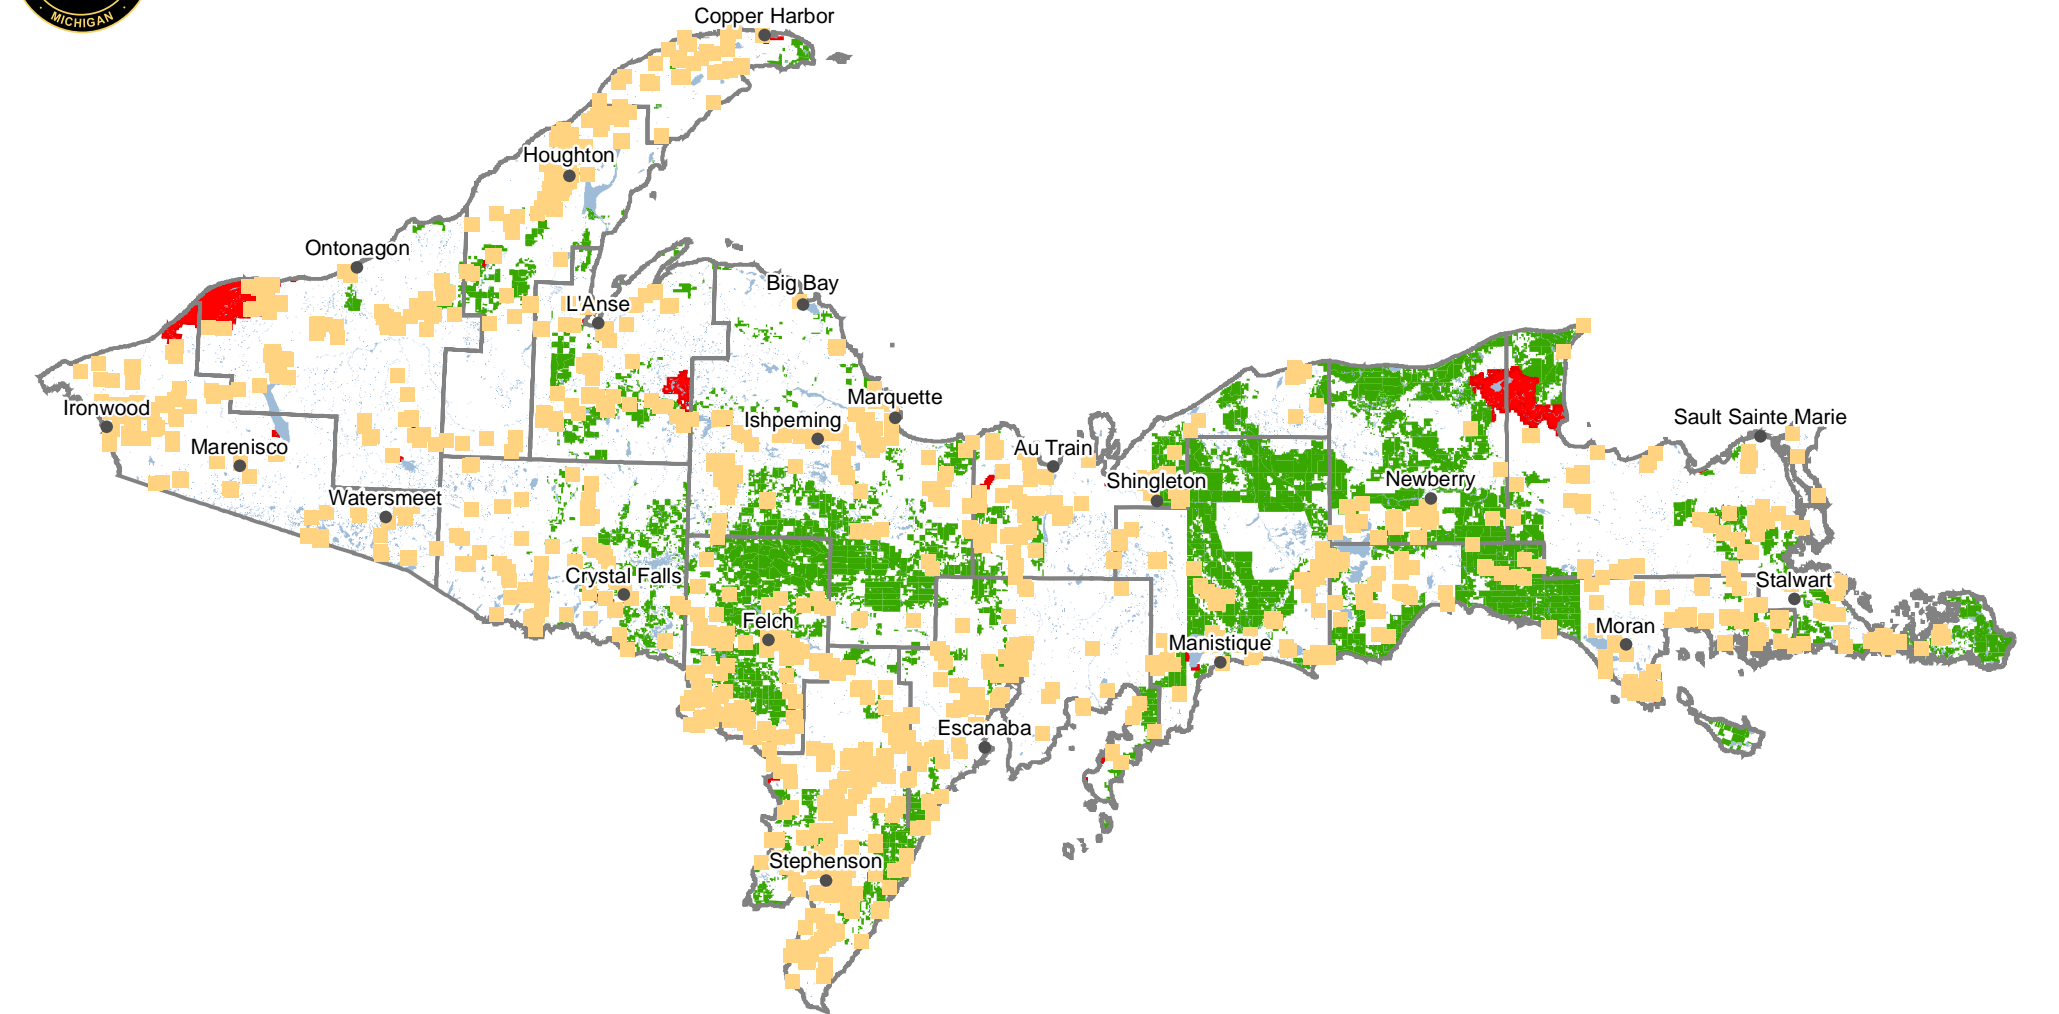 MICHIGAN
Copper Harbor
Houghton
Ontonagon
Big Bay
L'Anse
Marquette
Ironwood
Ishpeming
Sault Sainte Marie
Marenisco
Au Train
Shingleton
Newberry
Watersmeet
Crystal Falls
Stalwart
Felch
Moran
Manistique
Escanaba
Stephenson